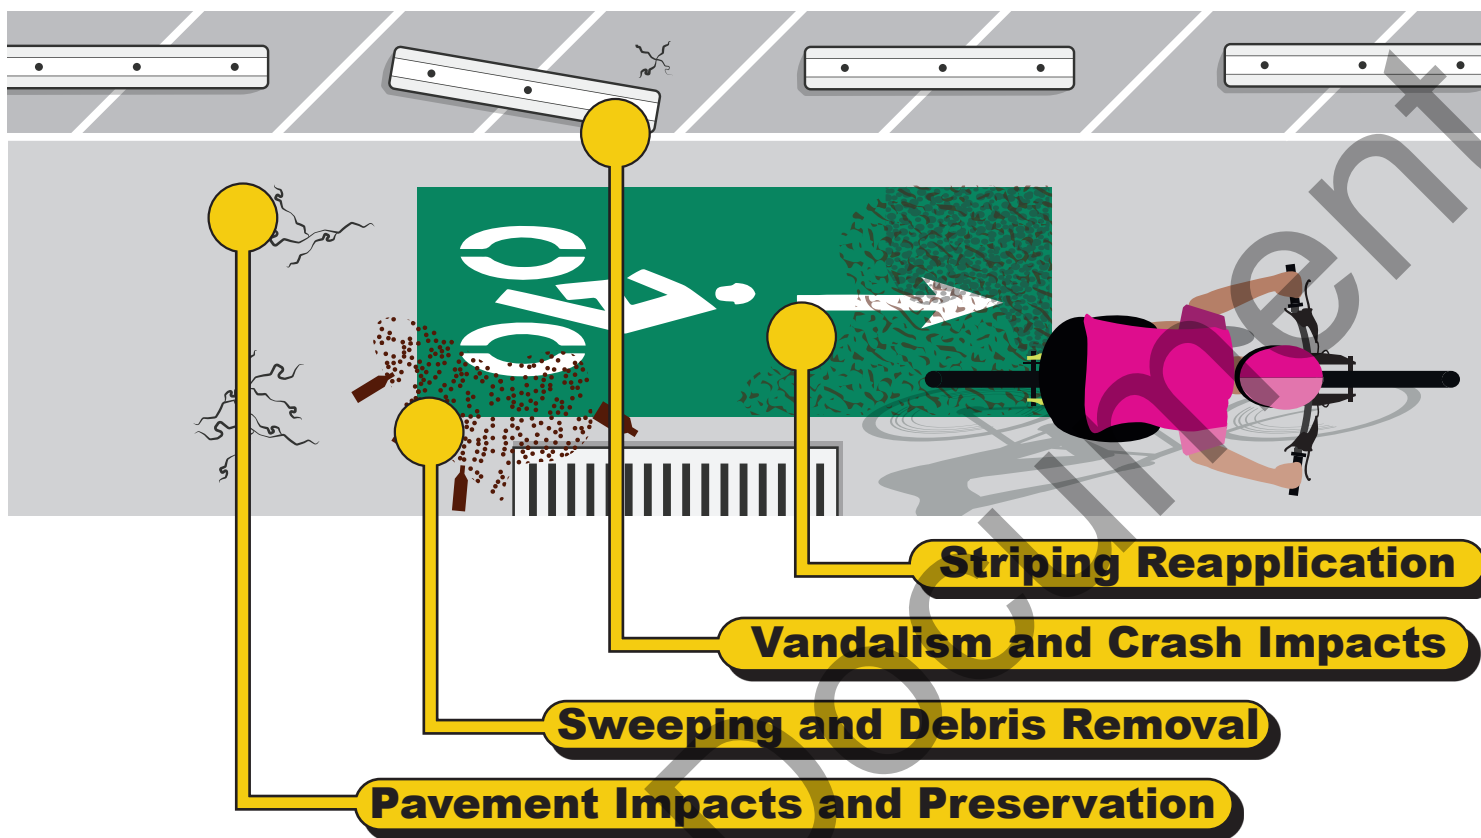 Striping Reapplication
Vandalism and Crash Impacts
Sweeping and Debris Removal
Pavement Impacts and Preservation
Document